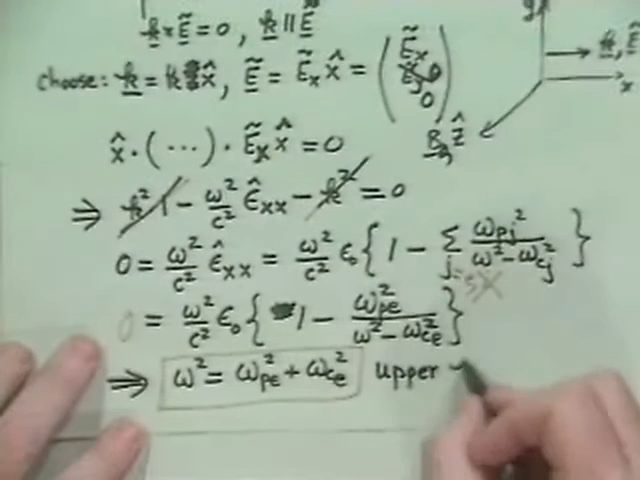 k × Ẽ = 0 , k ∥ Ẽ
choose: k = k x̂ , Ẽ = Ẽx x̂ = ( Ẽx 0 0 )
y
k, Ẽ
x
B₀ ẑ
x̂ · (⋯) · Ẽx x̂ = 0
⇒ k² 1 − ω²/c² ε̂xx − k² = 0
0 = ω²/c² ε̂xx = ω²/c² ε₀ { 1 − Σj ωpj²/(ω² − ωcj²) }
0 = ω²/c² ε₀ { 1 − ωpe²/(ω² − ωce²) }
⇒ ω² = ωpe² + ωce² upper